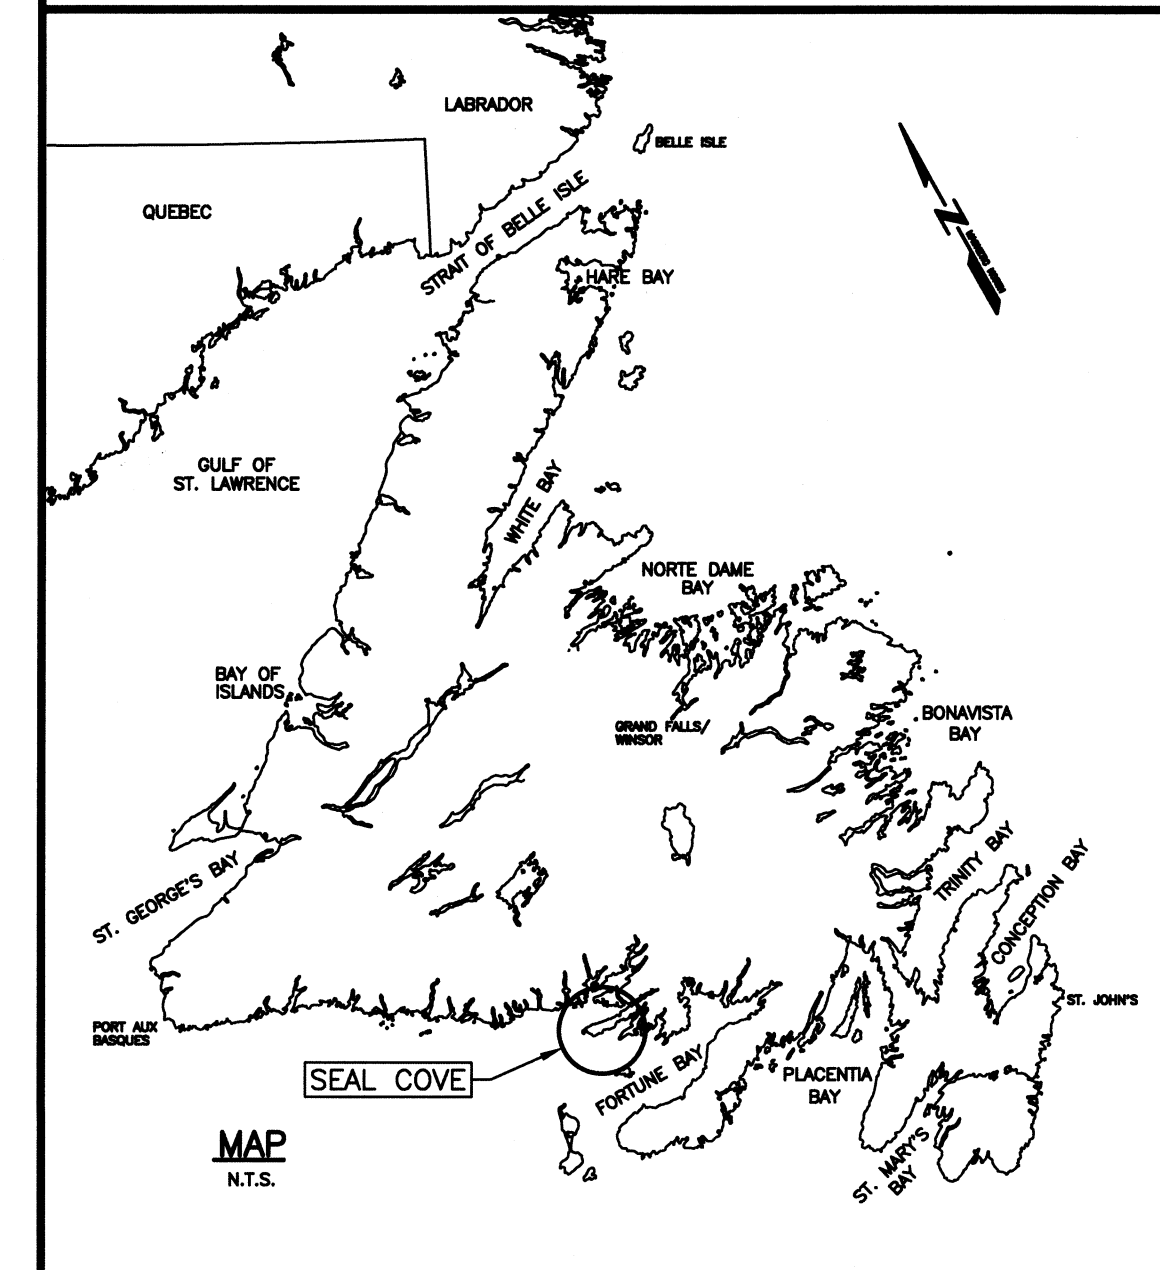 LABRADOR
BELLE ISLE
QUEBEC
STRAIT OF BELLE ISLE
HARE BAY
GULF OF
ST. LAWRENCE
WHITE BAY
NORTE DAME
BAY
BAY OF
ISLANDS
GRAND FALLS/
WINSOR
BONAVISTA
BAY
TRINITY BAY
CONCEPTION BAY
ST. GEORGE'S BAY
ST. JOHN'S
PORT AUX
BASQUES
SEAL COVE
FORTUNE BAY
PLACENTIA
BAY
ST. MARY'S
BAY
MAP
N.T.S.
N